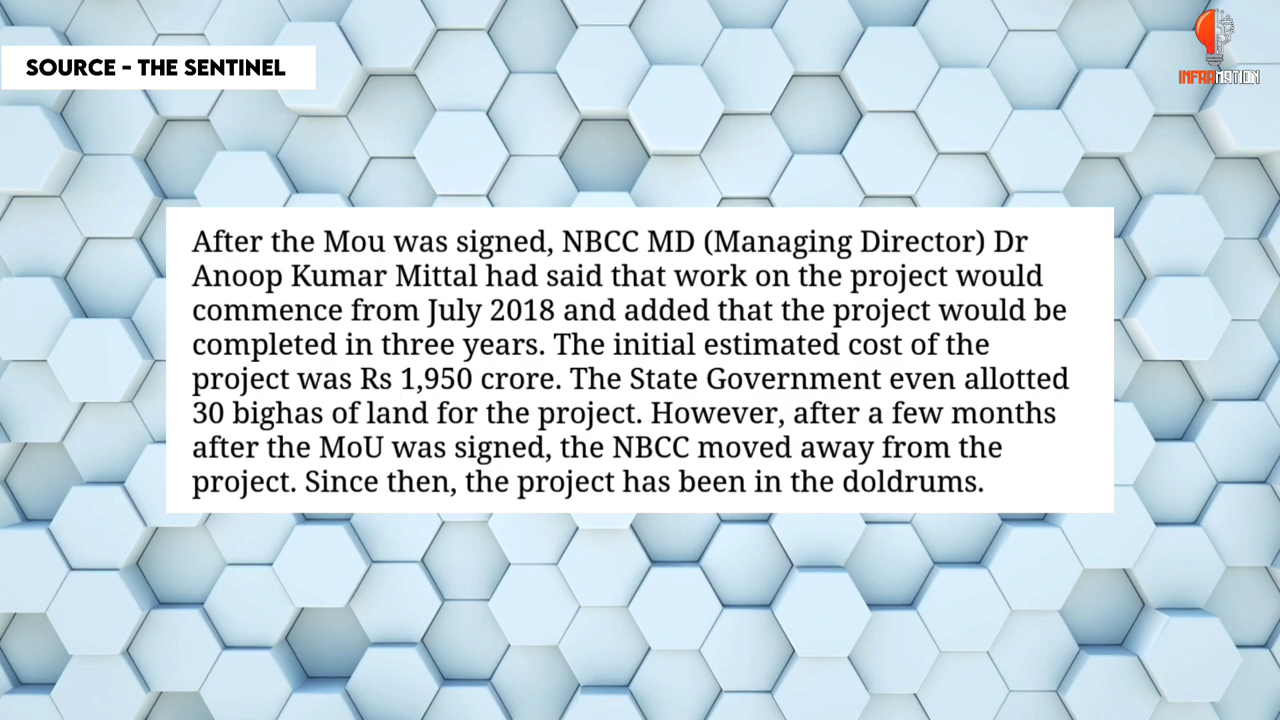 SOURCE - THE SENTINEL
INFRAMATION
After the Mou was signed, NBCC MD (Managing Director) Dr
Anoop Kumar Mittal had said that work on the project would
commence from July 2018 and added that the project would be
completed in three years. The initial estimated cost of the
project was Rs 1,950 crore. The State Government even allotted
30 bighas of land for the project. However, after a few months
after the MoU was signed, the NBCC moved away from the
project. Since then, the project has been in the doldrums.